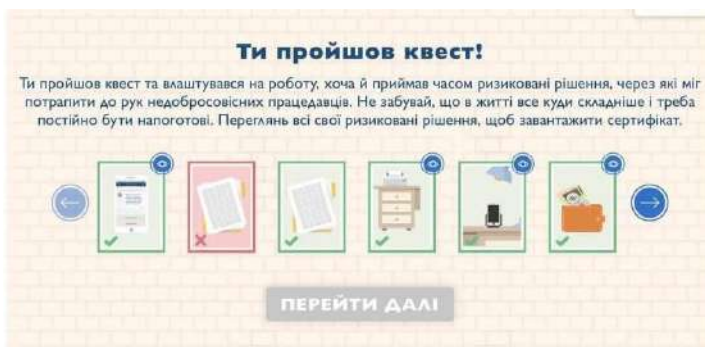 Ти пройшов квест!
Ти пройшов квест та влаштувався на роботу, хоча й приймав часом ризиковані рішення, через які міг
потрапити до рук недобросовісних працедавців. Не забувай, що в житті все куди складніше і треба
постійно бути напоготові. Переглянь всі свої ризиковані рішення, щоб завантажити сертифікат.
ПЕРЕЙТИ ДАЛІ